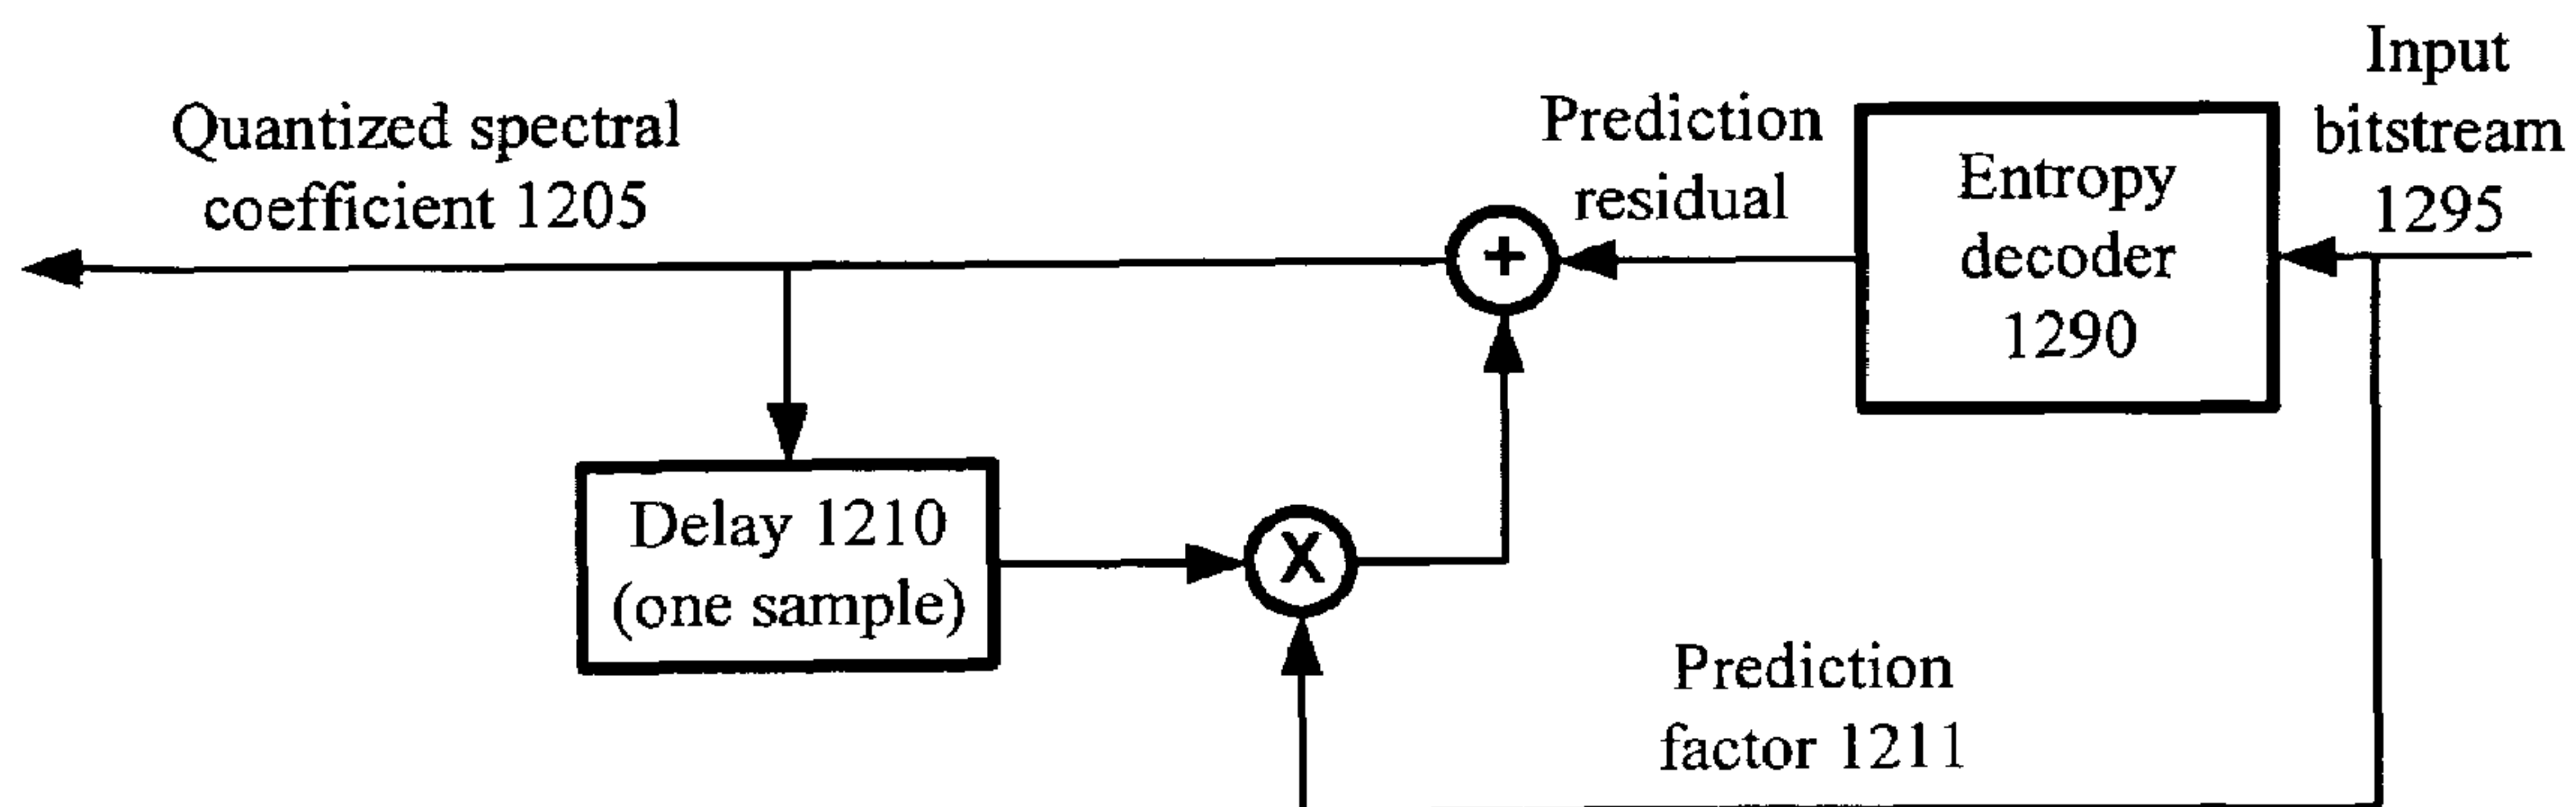 Input
bitstream
1295
Quantized spectral
coefficient 1205
Prediction
residual
Entropy
decoder
1290
+
Delay 1210
(one sample)
X
Prediction
factor 1211